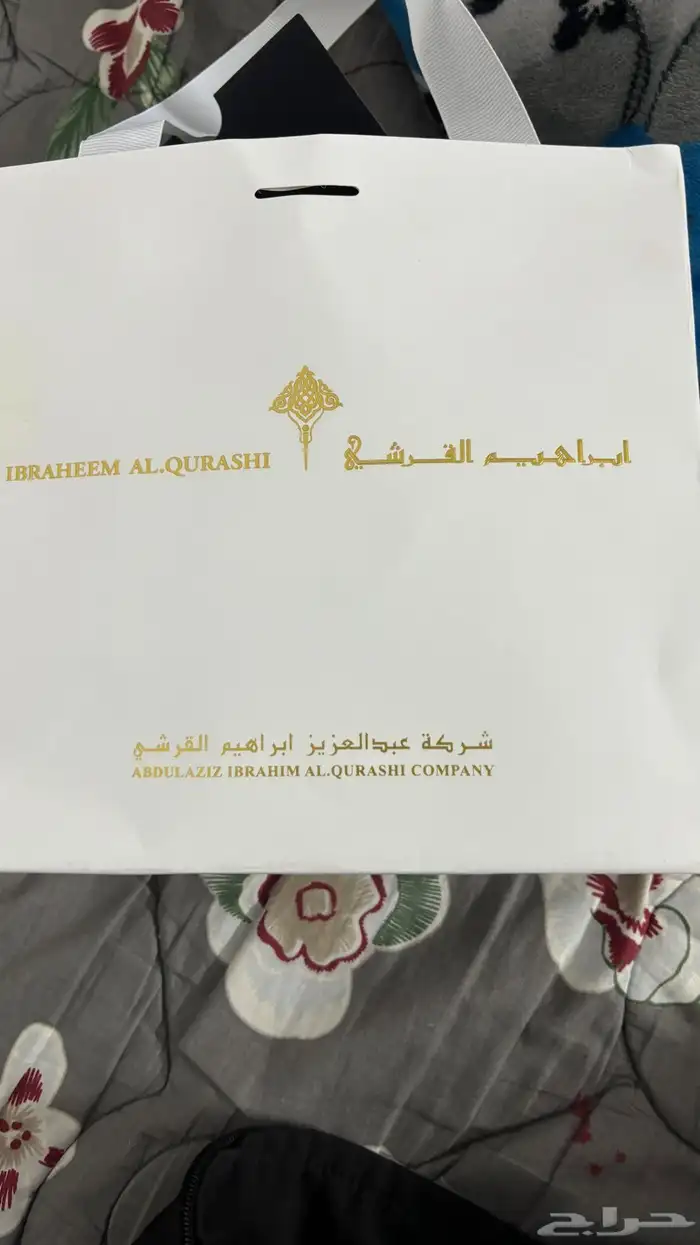 IBRAHEEM AL.QURASHI ابراهيم القرشي
شركة عبدالعزيز ابراهيم القرشي
ABDULAZIZ IBRAHIM AL.QURASHI COMPANY
حراج